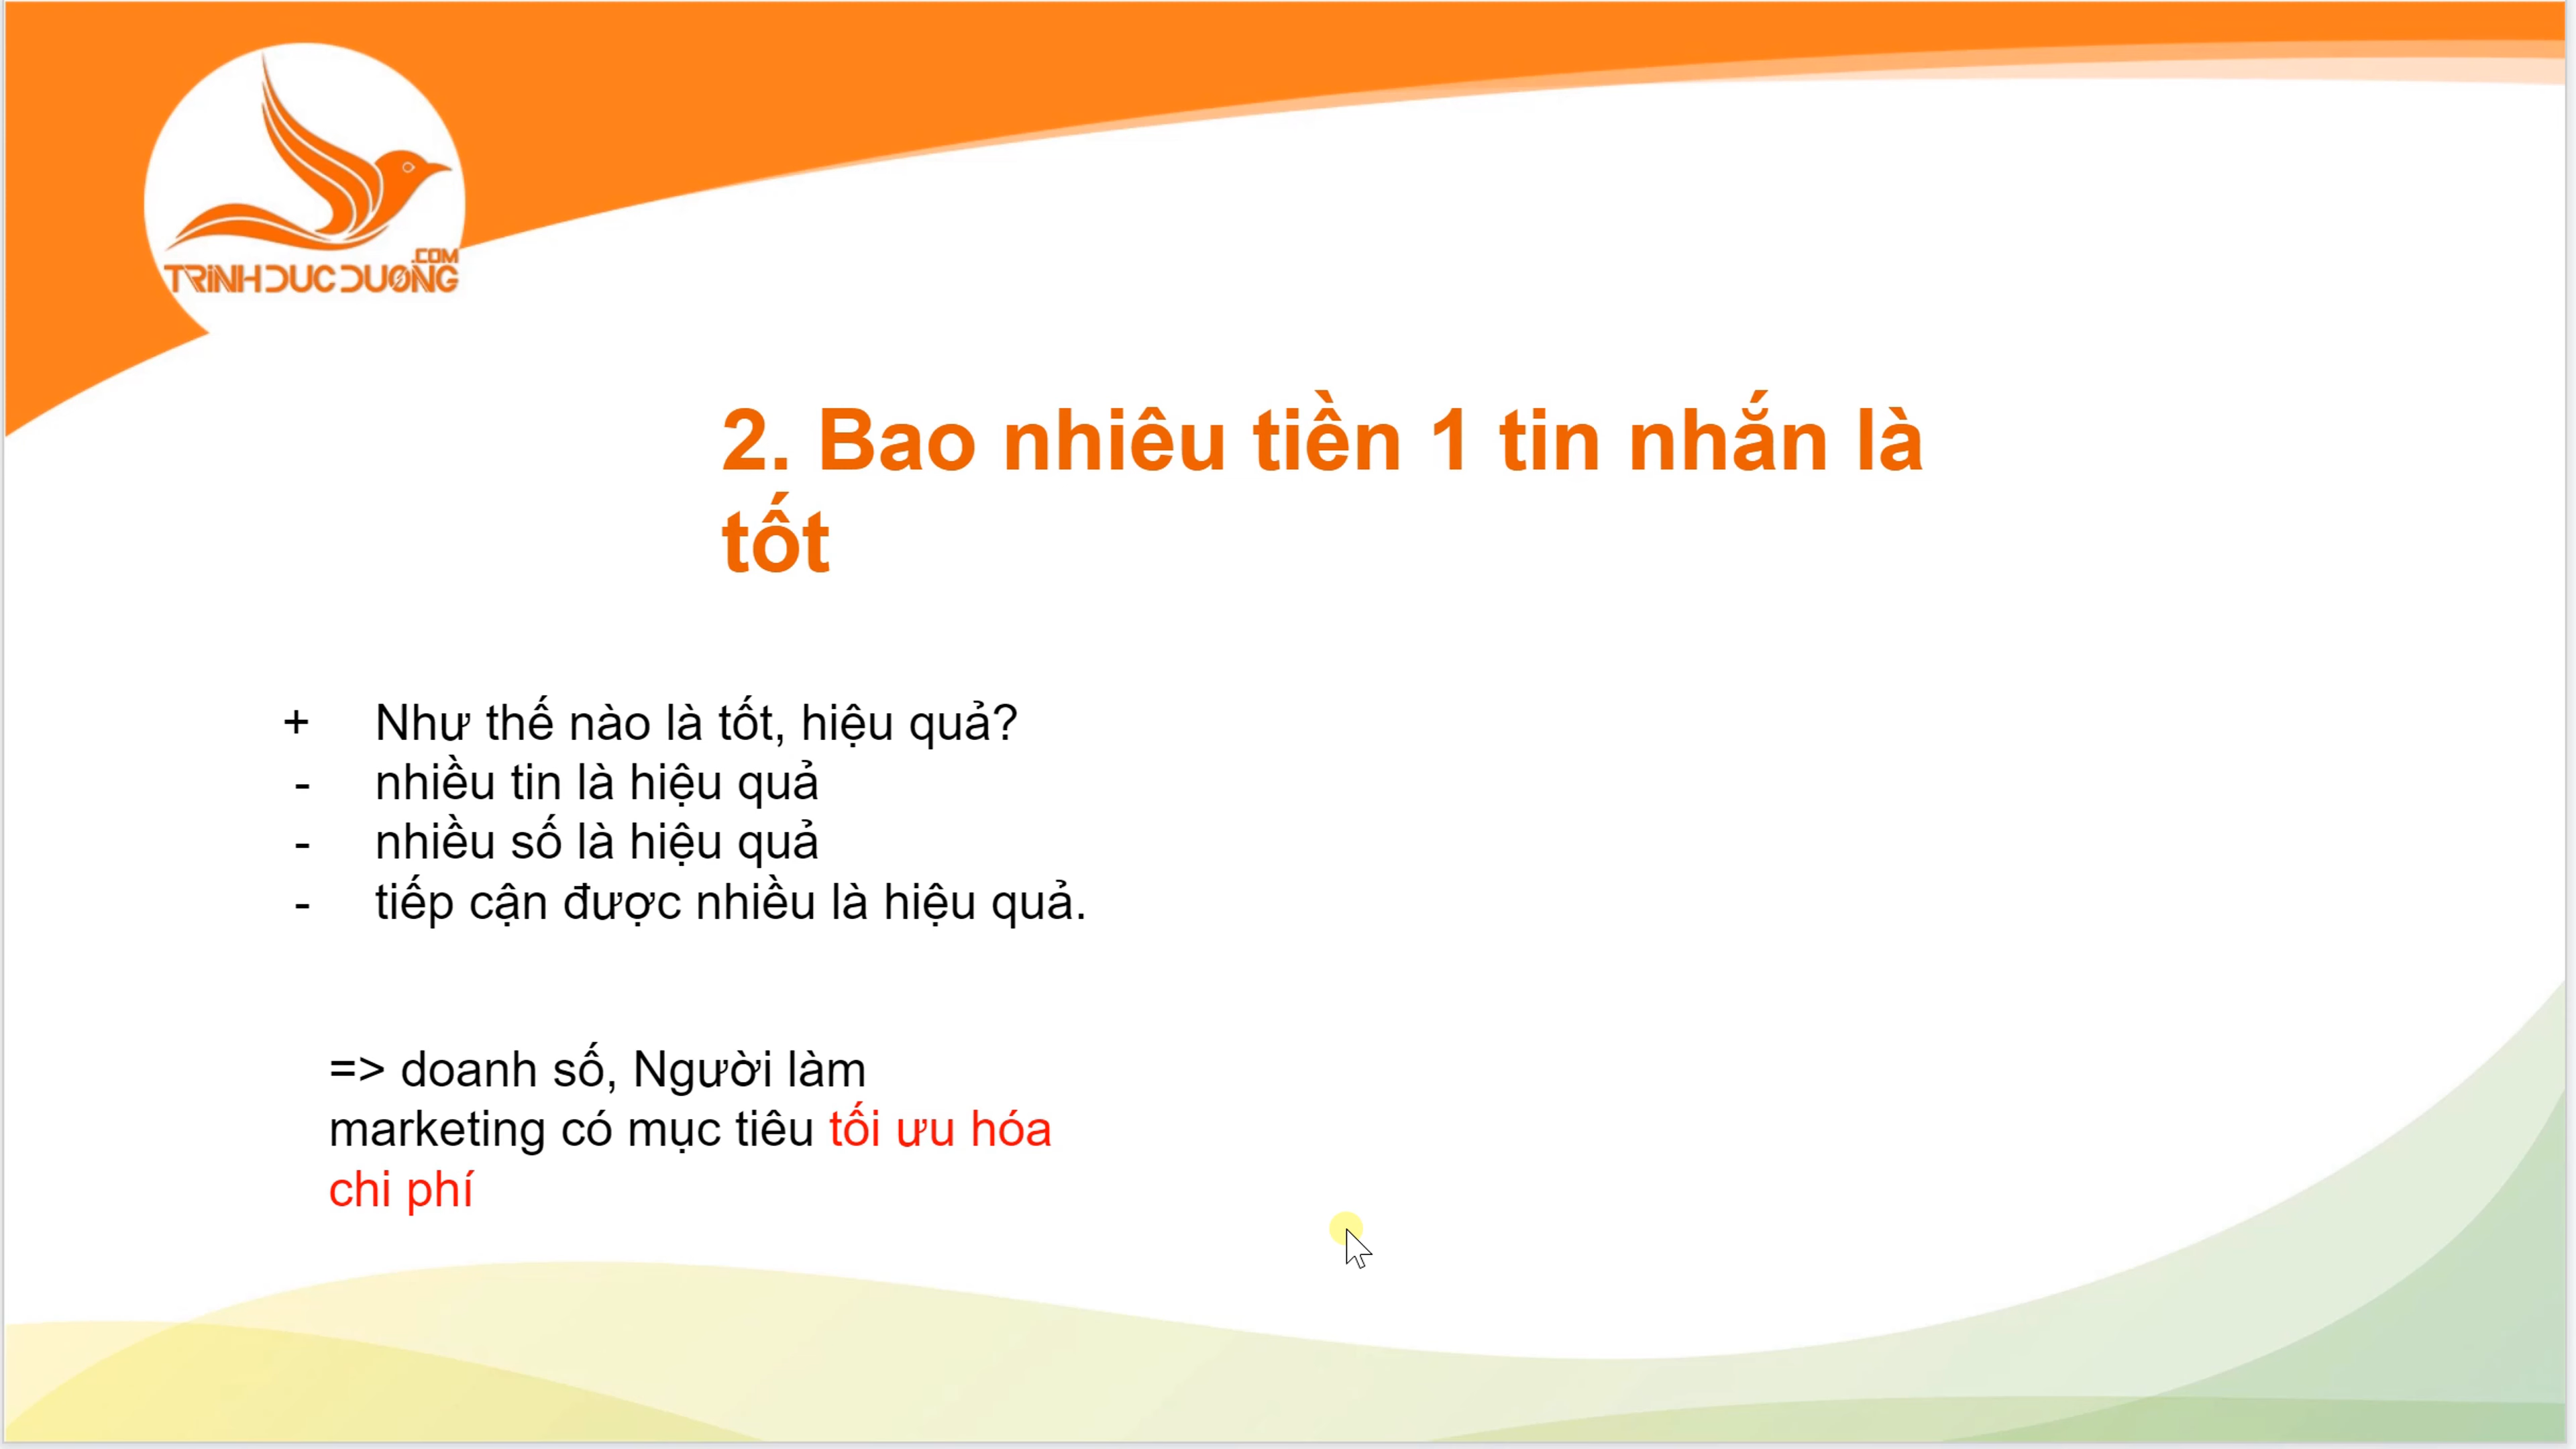 .COM
TRINHDUCDUONG
2. Bao nhiêu tiền 1 tin nhắn là
tốt
+ Như thế nào là tốt, hiệu quả?
- nhiều tin là hiệu quả
- nhiều số là hiệu quả
- tiếp cận được nhiều là hiệu quả.
=> doanh số, Người làm
marketing có mục tiêu tối ưu hóa
chi phí